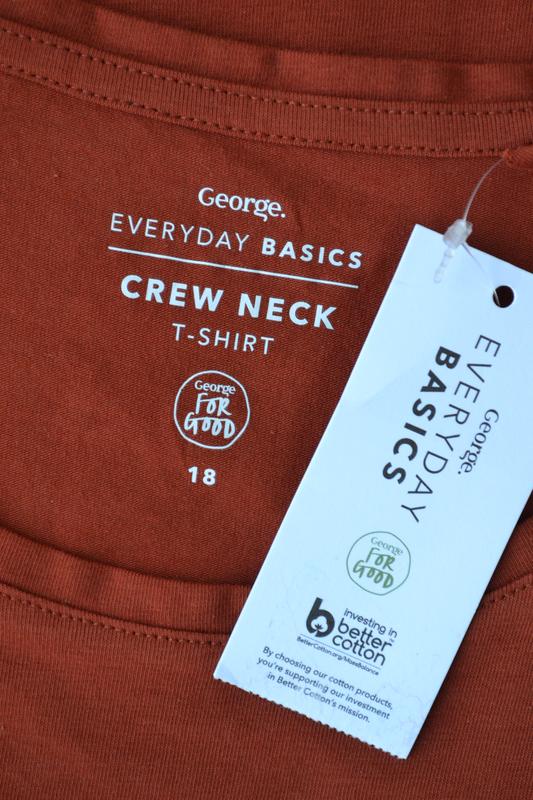 George.
EVERYDAY BASICS
CREW NECK
T-SHIRT
George
FOR
GOOD
18
George.
EVERYDAY
BASICS
George
FOR
GOOD
investing in
better
cotton
BetterCotton.org/MassBalance
By choosing our cotton products,
you're supporting our investment
in Better Cotton's mission.